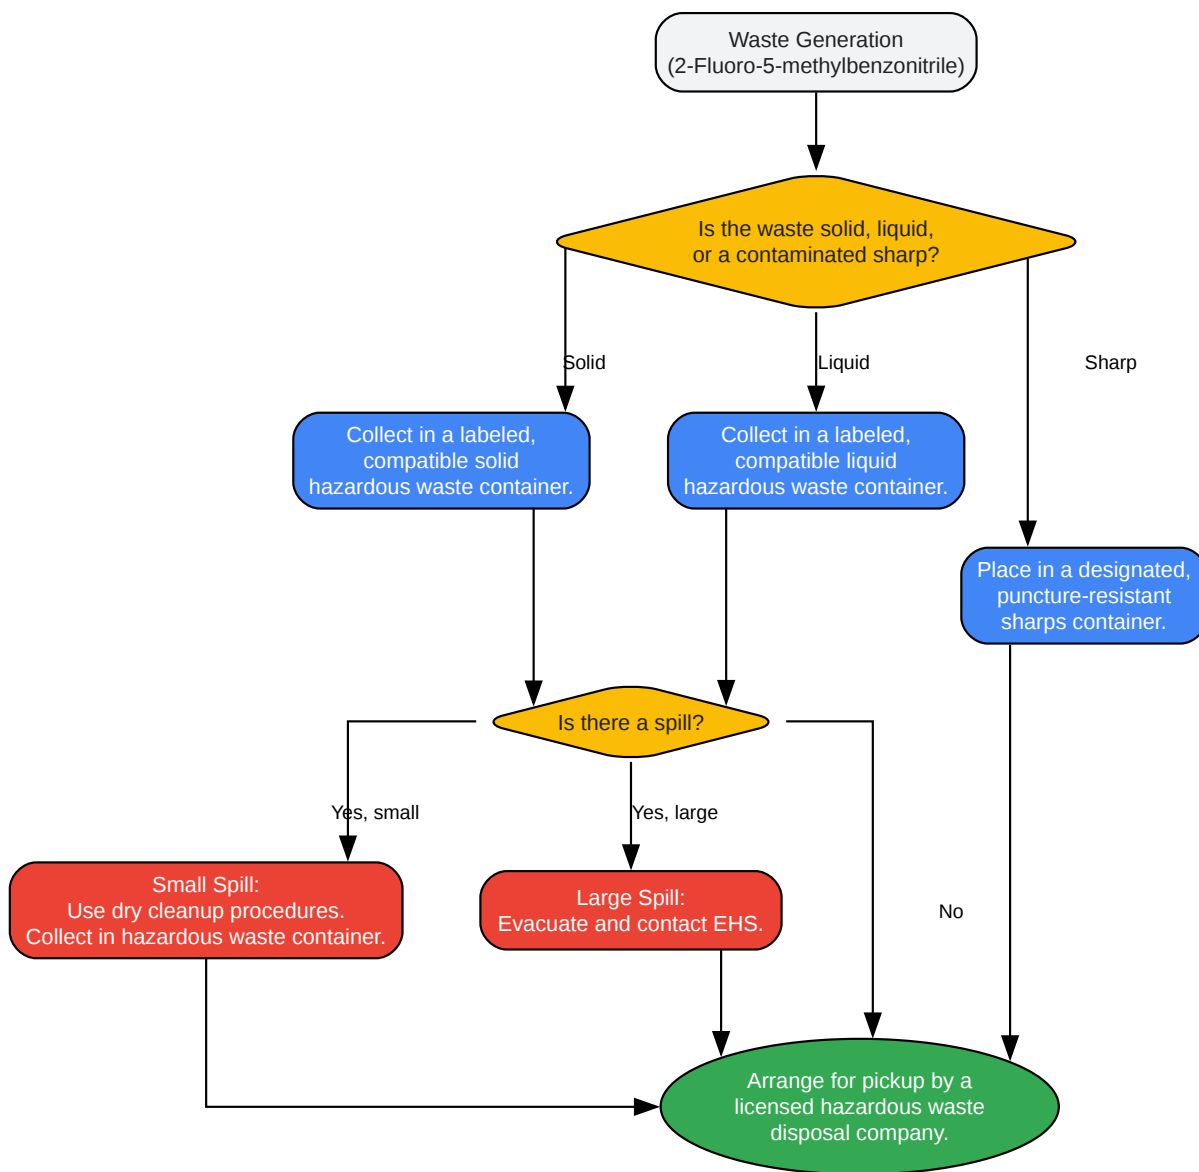 Waste Generation
(2-Fluoro-5-methylbenzonitrile)
Is the waste solid, liquid,
or a contaminated sharp?
Solid
Liquid
Sharp
Collect in a labeled,
compatible solid
hazardous waste container.
Collect in a labeled,
compatible liquid
hazardous waste container.
Place in a designated,
puncture-resistant
sharps container.
Is there a spill?
Yes, small
Yes, large
No
Small Spill:
Use dry cleanup procedures.
Collect in hazardous waste container.
Large Spill:
Evacuate and contact EHS.
Arrange for pickup by a
licensed hazardous waste
disposal company.